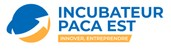 INCUBATEUR
PACA EST
INNOVER, ENTREPRENDRE